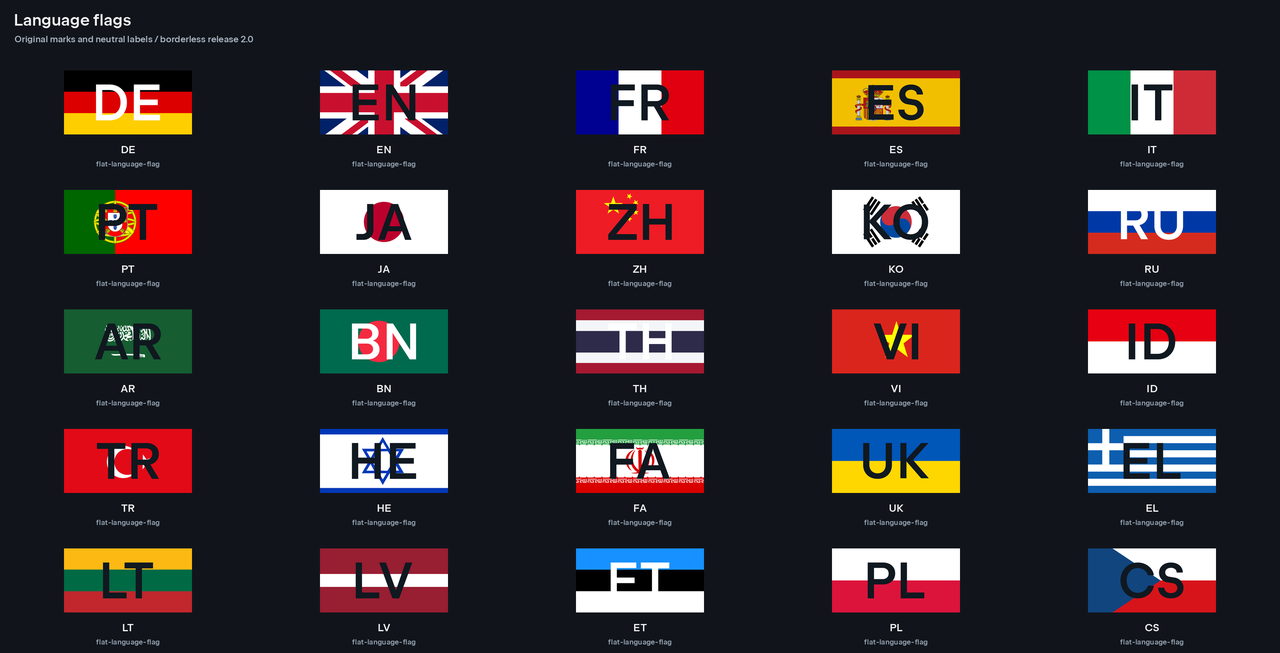 Language flags
Original marks and neutral labels / borderless release 2.0
DE EN FR ES IT
DE EN FR ES IT
flat-language-flag flat-language-flag flat-language-flag flat-language-flag flat-language-flag
PT JA ZH KO RU
PT JA ZH KO RU
flat-language-flag flat-language-flag flat-language-flag flat-language-flag flat-language-flag
AR BN TH VI ID
AR BN TH VI ID
flat-language-flag flat-language-flag flat-language-flag flat-language-flag flat-language-flag
TR HE FA UK EL
TR HE FA UK EL
flat-language-flag flat-language-flag flat-language-flag flat-language-flag flat-language-flag
LT LV ET PL CS
LT LV ET PL CS
flat-language-flag flat-language-flag flat-language-flag flat-language-flag flat-language-flag